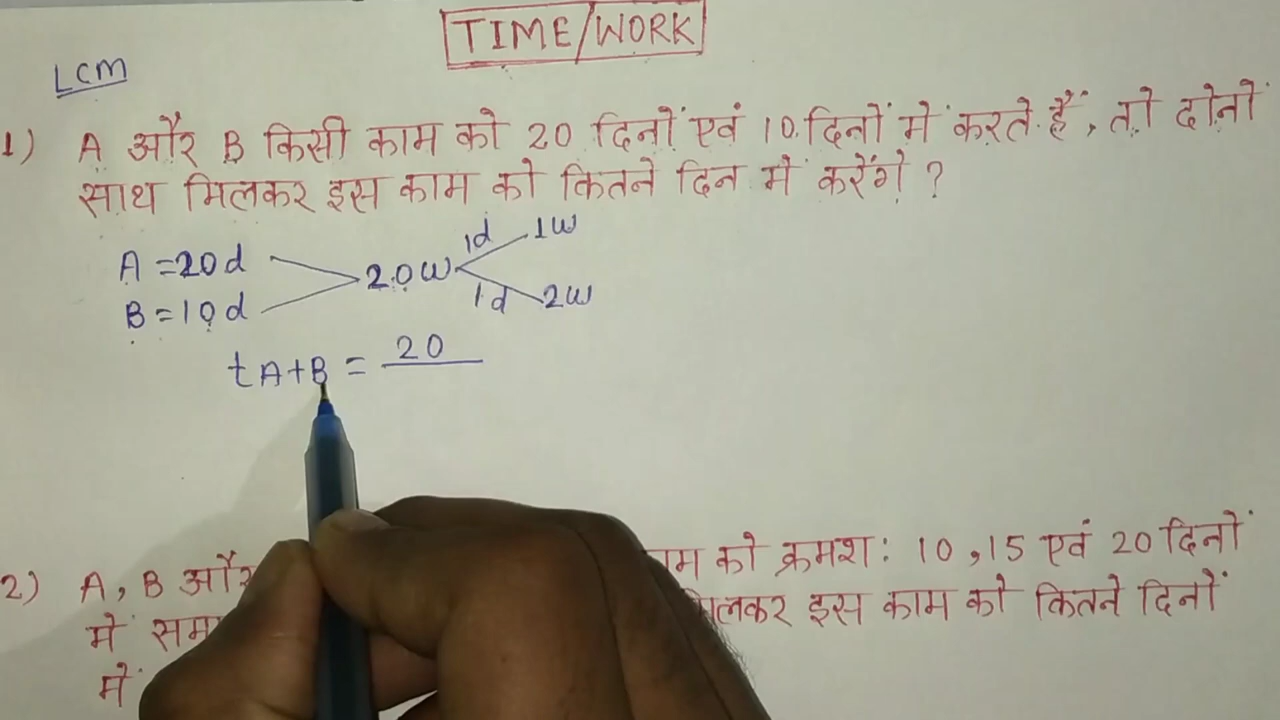 TIME/WORK
LCM
1) A और B किसी काम को 20 दिनों एवं 10 दिनों में करते हैं, तो दोनों
साथ मिलकर इस काम को कितने दिन में करेंगे ?
A = 20d
B = 10d
20W
1d 1W
1d 2W
tA+B = 20
2) A, B और काम को क्रमश: 10, 15 एवं 20 दिनों
में मिलकर इस काम को कितने दिनों
में